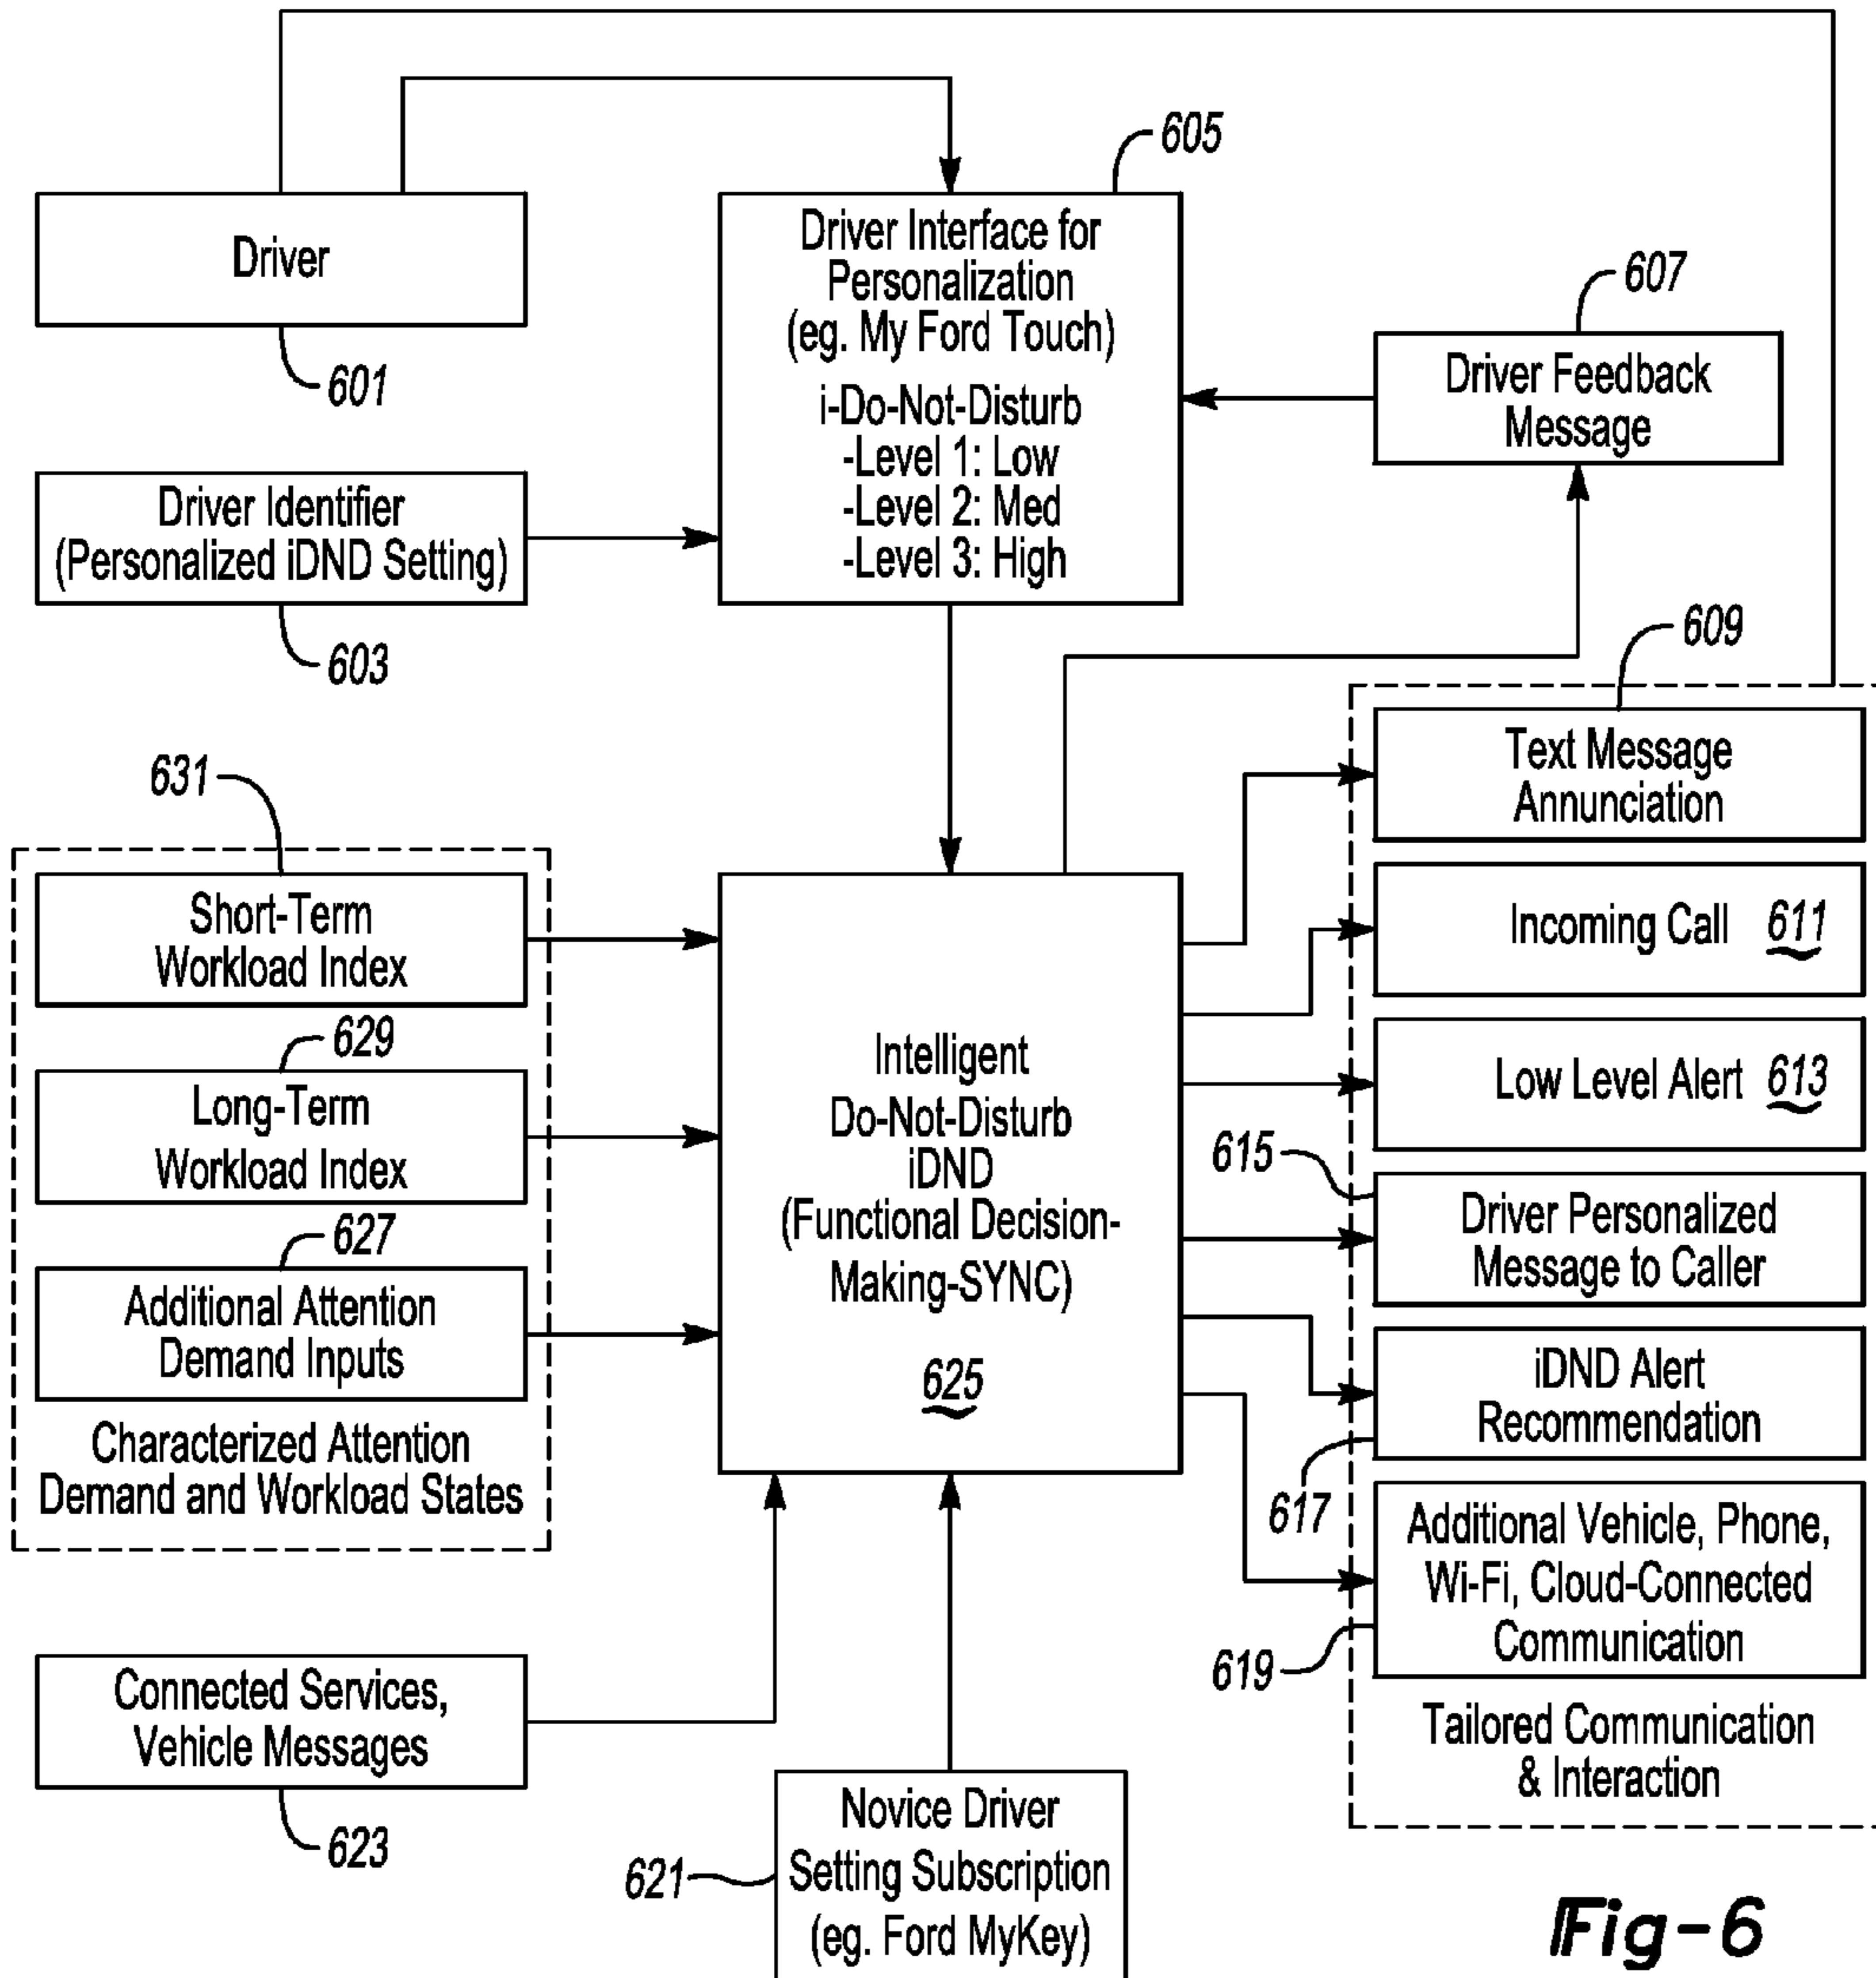 605
Driver
601
Driver Interface for
Personalization
(eg. My Ford Touch)
i-Do-Not-Disturb
-Level 1: Low
-Level 2: Med
-Level 3: High
607
Driver Feedback
Message
Driver Identifier
(Personalized iDND Setting)
603
609
Text Message
Annunciation
631
Short-Term
Workload Index
629
Long-Term
Workload Index
627
Additional Attention
Demand Inputs
Characterized Attention
Demand and Workload States
Intelligent
Do-Not-Disturb
iDND
(Functional Decision-
Making-SYNC)
625
Incoming Call 611
Low Level Alert 613
615
Driver Personalized
Message to Caller
iDND Alert
Recommendation
617
Additional Vehicle, Phone,
Wi-Fi, Cloud-Connected
Communication
619
Tailored Communication
& Interaction
Connected Services,
Vehicle Messages
623
Novice Driver
Setting Subscription
(eg. Ford MyKey)
621
Fig-6